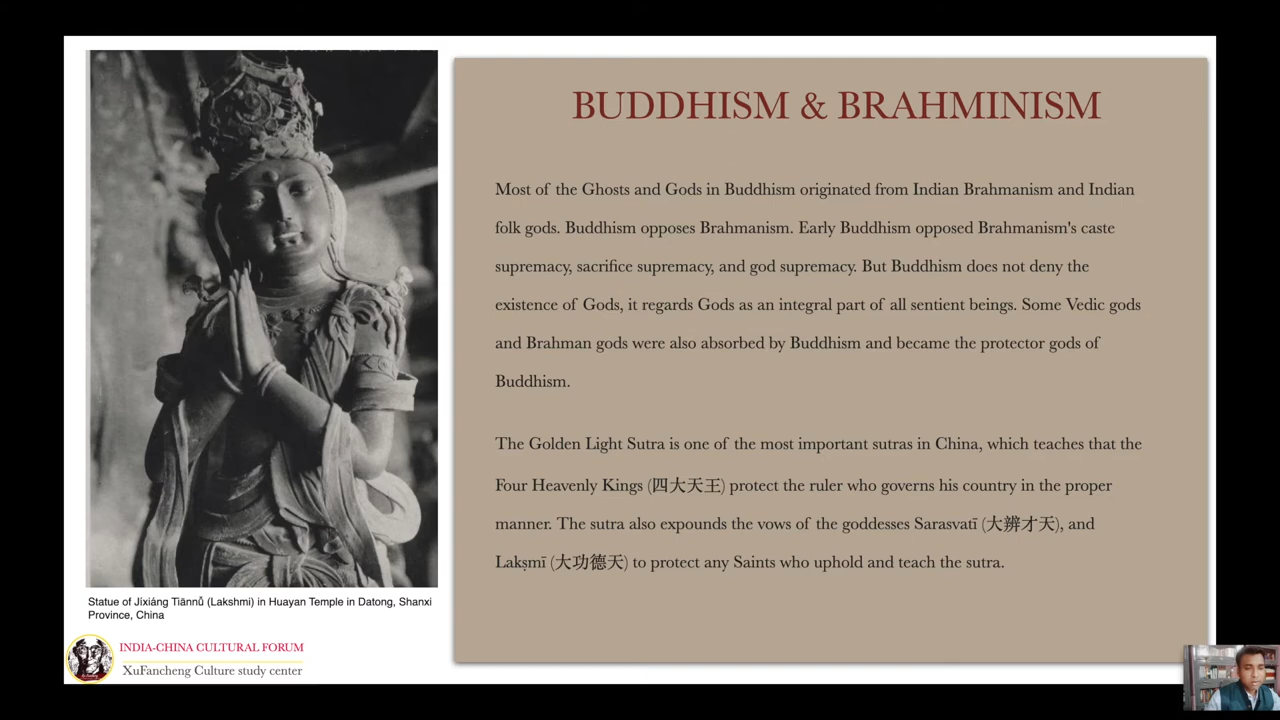 BUDDHISM & BRAHMINISM
Most of the Ghosts and Gods in Buddhism originated from Indian Brahmanism and Indian
folk gods. Buddhism opposes Brahmanism. Early Buddhism opposed Brahmanism's caste
supremacy, sacrifice supremacy, and god supremacy. But Buddhism does not deny the
existence of Gods, it regards Gods as an integral part of all sentient beings. Some Vedic gods
and Brahman gods were also absorbed by Buddhism and became the protector gods of
Buddhism.
The Golden Light Sutra is one of the most important sutras in China, which teaches that the
Four Heavenly Kings (四大天王) protect the ruler who governs his country in the proper
manner. The sutra also expounds the vows of the goddesses Sarasvatī (大辨才天), and
Lakṣmī (大功德天) to protect any Saints who uphold and teach the sutra.
Statue of Jíxiáng Tiānnǚ (Lakshmi) in Huayan Temple in Datong, Shanxi
Province, China
INDIA-CHINA CULTURAL FORUM
XuFancheng Culture study center